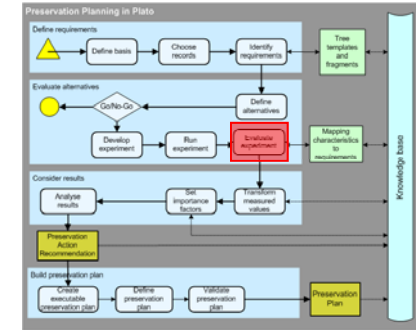 Preservation Planning in Plato
Define requirements
Define basis
Choose
records
Identify
requirements
Tree
templates
and
fragments
Evaluate alternatives
Go/No-Go
Define
alternatives
Develop
experiment
Run
experiment
Evaluate
experiment
Mapping
characteristics
to
requirements
Knowledge base
Consider results
Analyse
results
Set
importance
factors
Transform
measured
values
Preservation
Action
Recommendation
Build preservation plan
Create
executable
preservation plan
Define
preservation
plan
Validate
preservation
plan
Preservation
Plan